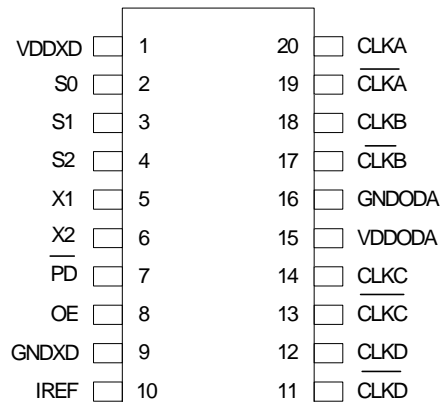 VDDXD 1 20 CLKA
S0 2 19 CLKA
S1 3 18 CLKB
S2 4 17 CLKB
X1 5 16 GNDODA
X2 6 15 VDDODA
PD 7 14 CLKC
OE 8 13 CLKC
GNDXD 9 12 CLKD
IREF 10 11 CLKD